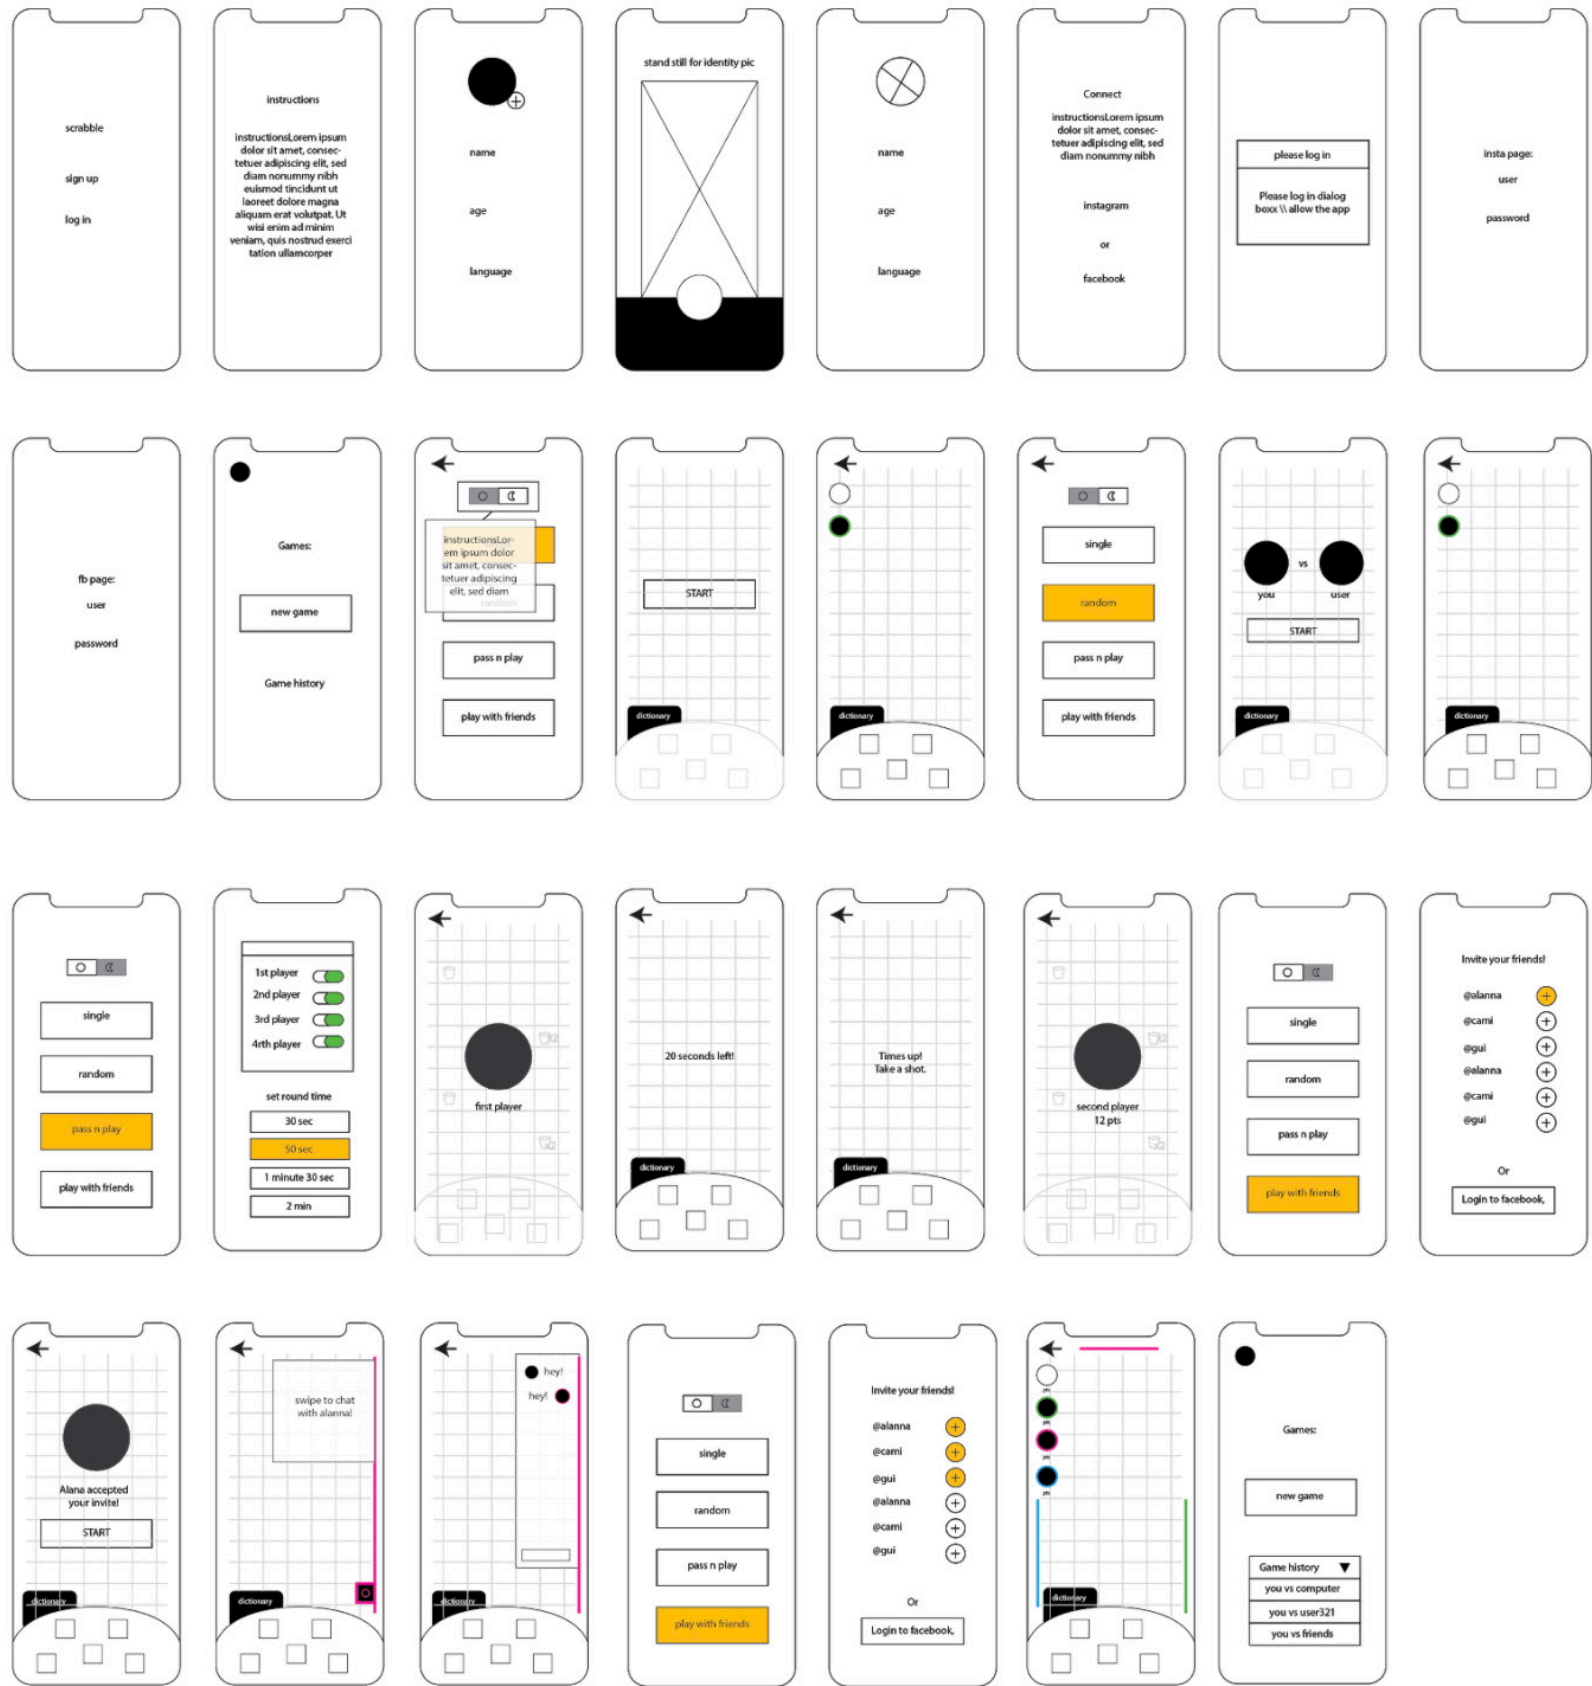 scrabble
sign up
log in
instructions
instructionsLorem ipsum
dolor sit amet, consec-
tetuer adipiscing elit, sed
diam nonummy nibh
euismod tincidunt ut
laoreet dolore magna
aliquam erat volutpat. Ut
wisi enim ad minim
veniam, quis nostrud exerci
tation ullamcorper
name
age
language
stand still for identity pic
name
age
language
Connect
instructionsLorem ipsum
dolor sit amet, consec-
tetuer adipiscing elit, sed
diam nonummy nibh
instagram
or
facebook
please log in
Please log in dialog
boxx \\ allow the app
insta page:
user
password
fb page:
user
password
Games:
new game
Game history
instructionsLor-
em ipsum dolor
sit amet, consec-
tetuer adipiscing
elit, sed diam
random
pass n play
play with friends
START
dictionary
dictionary
single
random
pass n play
play with friends
vs
you
user
START
dictionary
dictionary
single
random
pass n play
play with friends
1st player
2nd player
3rd player
4rth player
set round time
30 sec
50 sec
1 minute 30 sec
2 min
x2
first player
x2
20 seconds left!
dictionary
Times up!
Take a shot.
dictionary
x2
second player
12 pts
x2
single
random
pass n play
play with friends
Invite your friends!
@alanna
@cami
@gui
@alanna
@cami
@gui
Or
Login to facebook,
Alana accepted
your invite!
START
dictionary
swipe to chat
with alanna!
dictionary
hey!
hey!
dictionary
single
random
pass n play
play with friends
Invite your friends!
@alanna
@cami
@gui
@alanna
@cami
@gui
Or
Login to facebook,
pts
pts
pts
pts
dictionary
Games:
new game
Game history
you vs computer
you vs user321
you vs friends